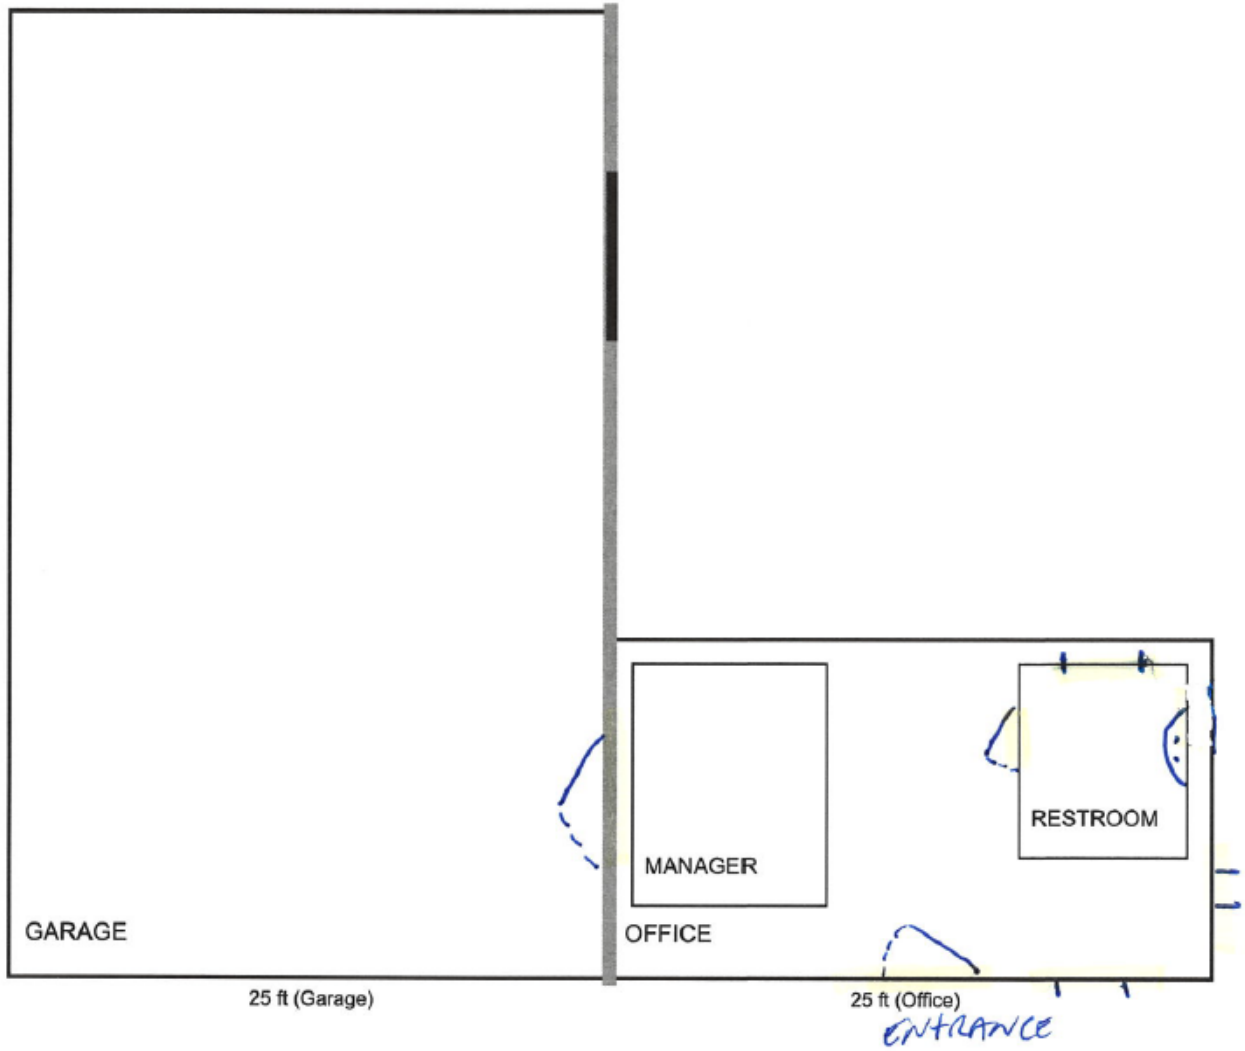 RESTROOM
MANAGER
GARAGE
OFFICE
25 ft (Garage)
25 ft (Office)
ENTRANCE